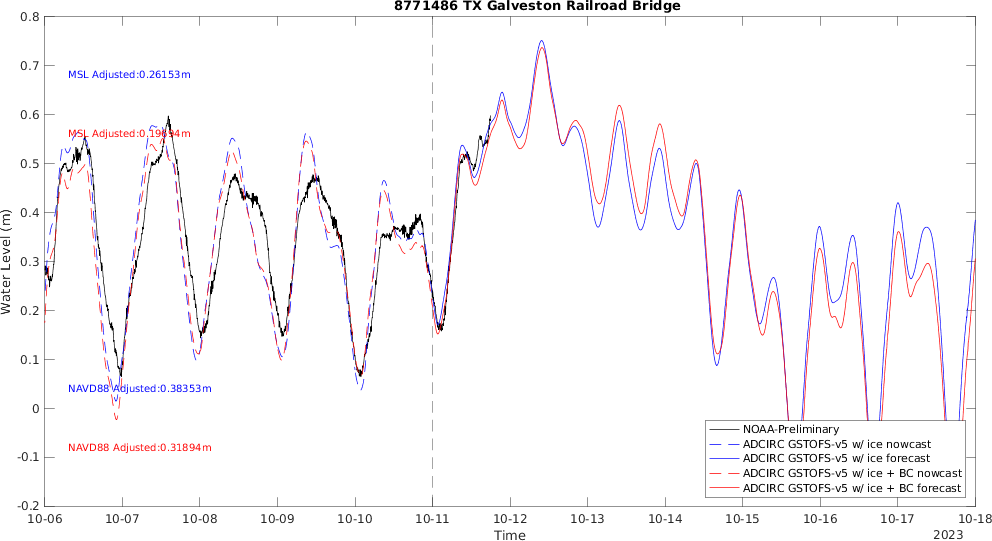 8771486 TX Galveston Railroad Bridge
0.8
0.7
0.6
0.5
0.4
0.3
0.2
0.1
0
-0.1
-0.2
Water Level (m)
MSL Adjusted:0.26153m
MSL Adjusted:0.19694m
NAVD88 Adjusted:0.38353m
NAVD88 Adjusted:0.31894m
NOAA-Preliminary
ADCIRC GSTOFS-v5 w/ ice nowcast
ADCIRC GSTOFS-v5 w/ ice forecast
ADCIRC GSTOFS-v5 w/ ice + BC nowcast
ADCIRC GSTOFS-v5 w/ ice + BC forecast
10-06 10-07 10-08 10-09 10-10 10-11 10-12 10-13 10-14 10-15 10-16 10-17 10-18
Time
2023